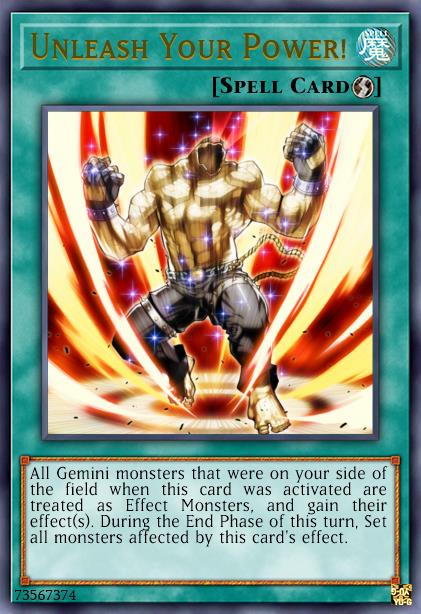 UNLEASH YOUR POWER!
SPELL
魔
[SPELL CARD]
All Gemini monsters that were on your side of
the field when this card was activated are
treated as Effect Monsters, and gain their
effect(s). During the End Phase of this turn, Set
all monsters affected by this card's effect.
73567374